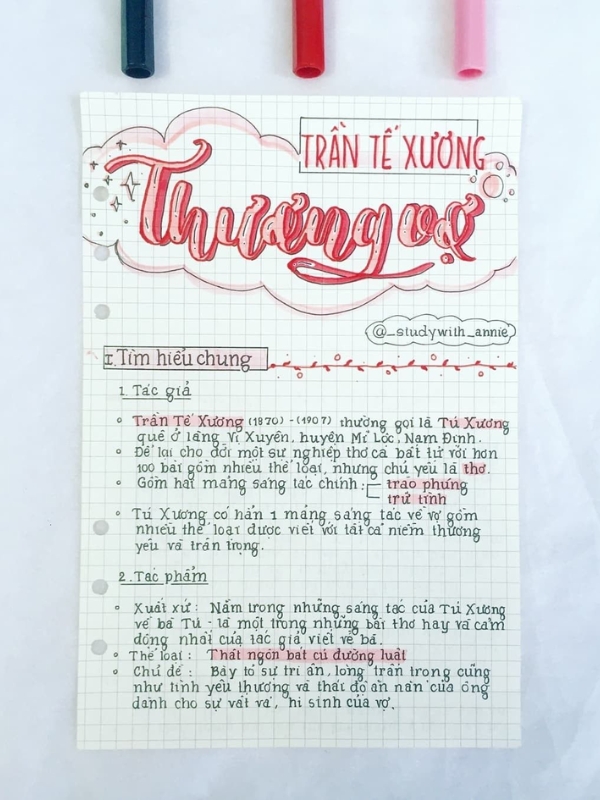 TRẦN TẾ XƯƠNG
Thương vợ
@_studywith_annie
I. Tìm hiểu chung
1. Tác giả
Trần Tế Xương (1870) - (1907) thường gọi là Tú Xương
quê ở làng Vị Xuyên, huyện Mĩ Lộc, Nam Định.
Để lại cho đời một sự nghiệp thơ ca bất tử với hơn
100 bài gồm nhiều thể loại, nhưng chủ yếu là thơ.
Gồm hai mảng sáng tác chính: trào phúng
trữ tình
Tú Xương có hẳn 1 mảng sáng tác về vợ gồm
nhiều thể loại được viết với tất cả niềm thương
yêu và trân trọng.
2. Tác phẩm
Xuất xứ: Nằm trong những sáng tác của Tú Xương
về bà Tú - là một trong những bài thơ hay và cảm
động nhất của tác giả viết về bà.
Thể loại: Thất ngôn bát cú đường luật
Chủ đề: Bày tỏ sự tri ân, lòng trân trọng cũng
như tình yêu thương và thái độ ăn năn của ông
dành cho sự vất vả, hi sinh của vợ.